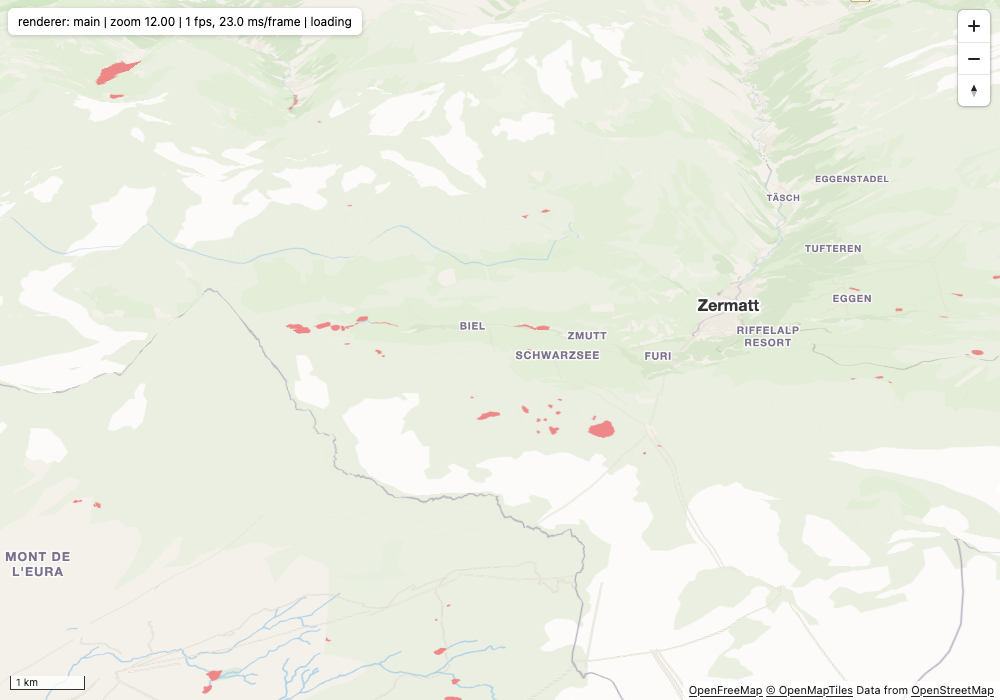 renderer: main | zoom 12.00 | 1 fps, 23.0 ms/frame | loading
EGGENSTADEL
TÄSCH
TUFTEREN
EGGEN
Zermatt
BIEL
ZMUTT
RIFFELALP
RESORT
SCHWARZSEE
FURI
MONT DE
L'EURA
1 km
OpenFreeMap © OpenMapTiles Data from OpenStreetMap